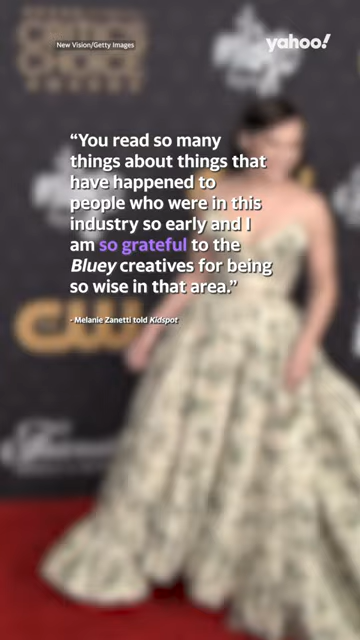 New Vision/Getty Images
yahoo!
“You read so many
things about things that
have happened to
people who were in this
industry so early and I
am so grateful to the
Bluey creatives for being
so wise in that area.”
- Melanie Zanetti told Kidspot
CW